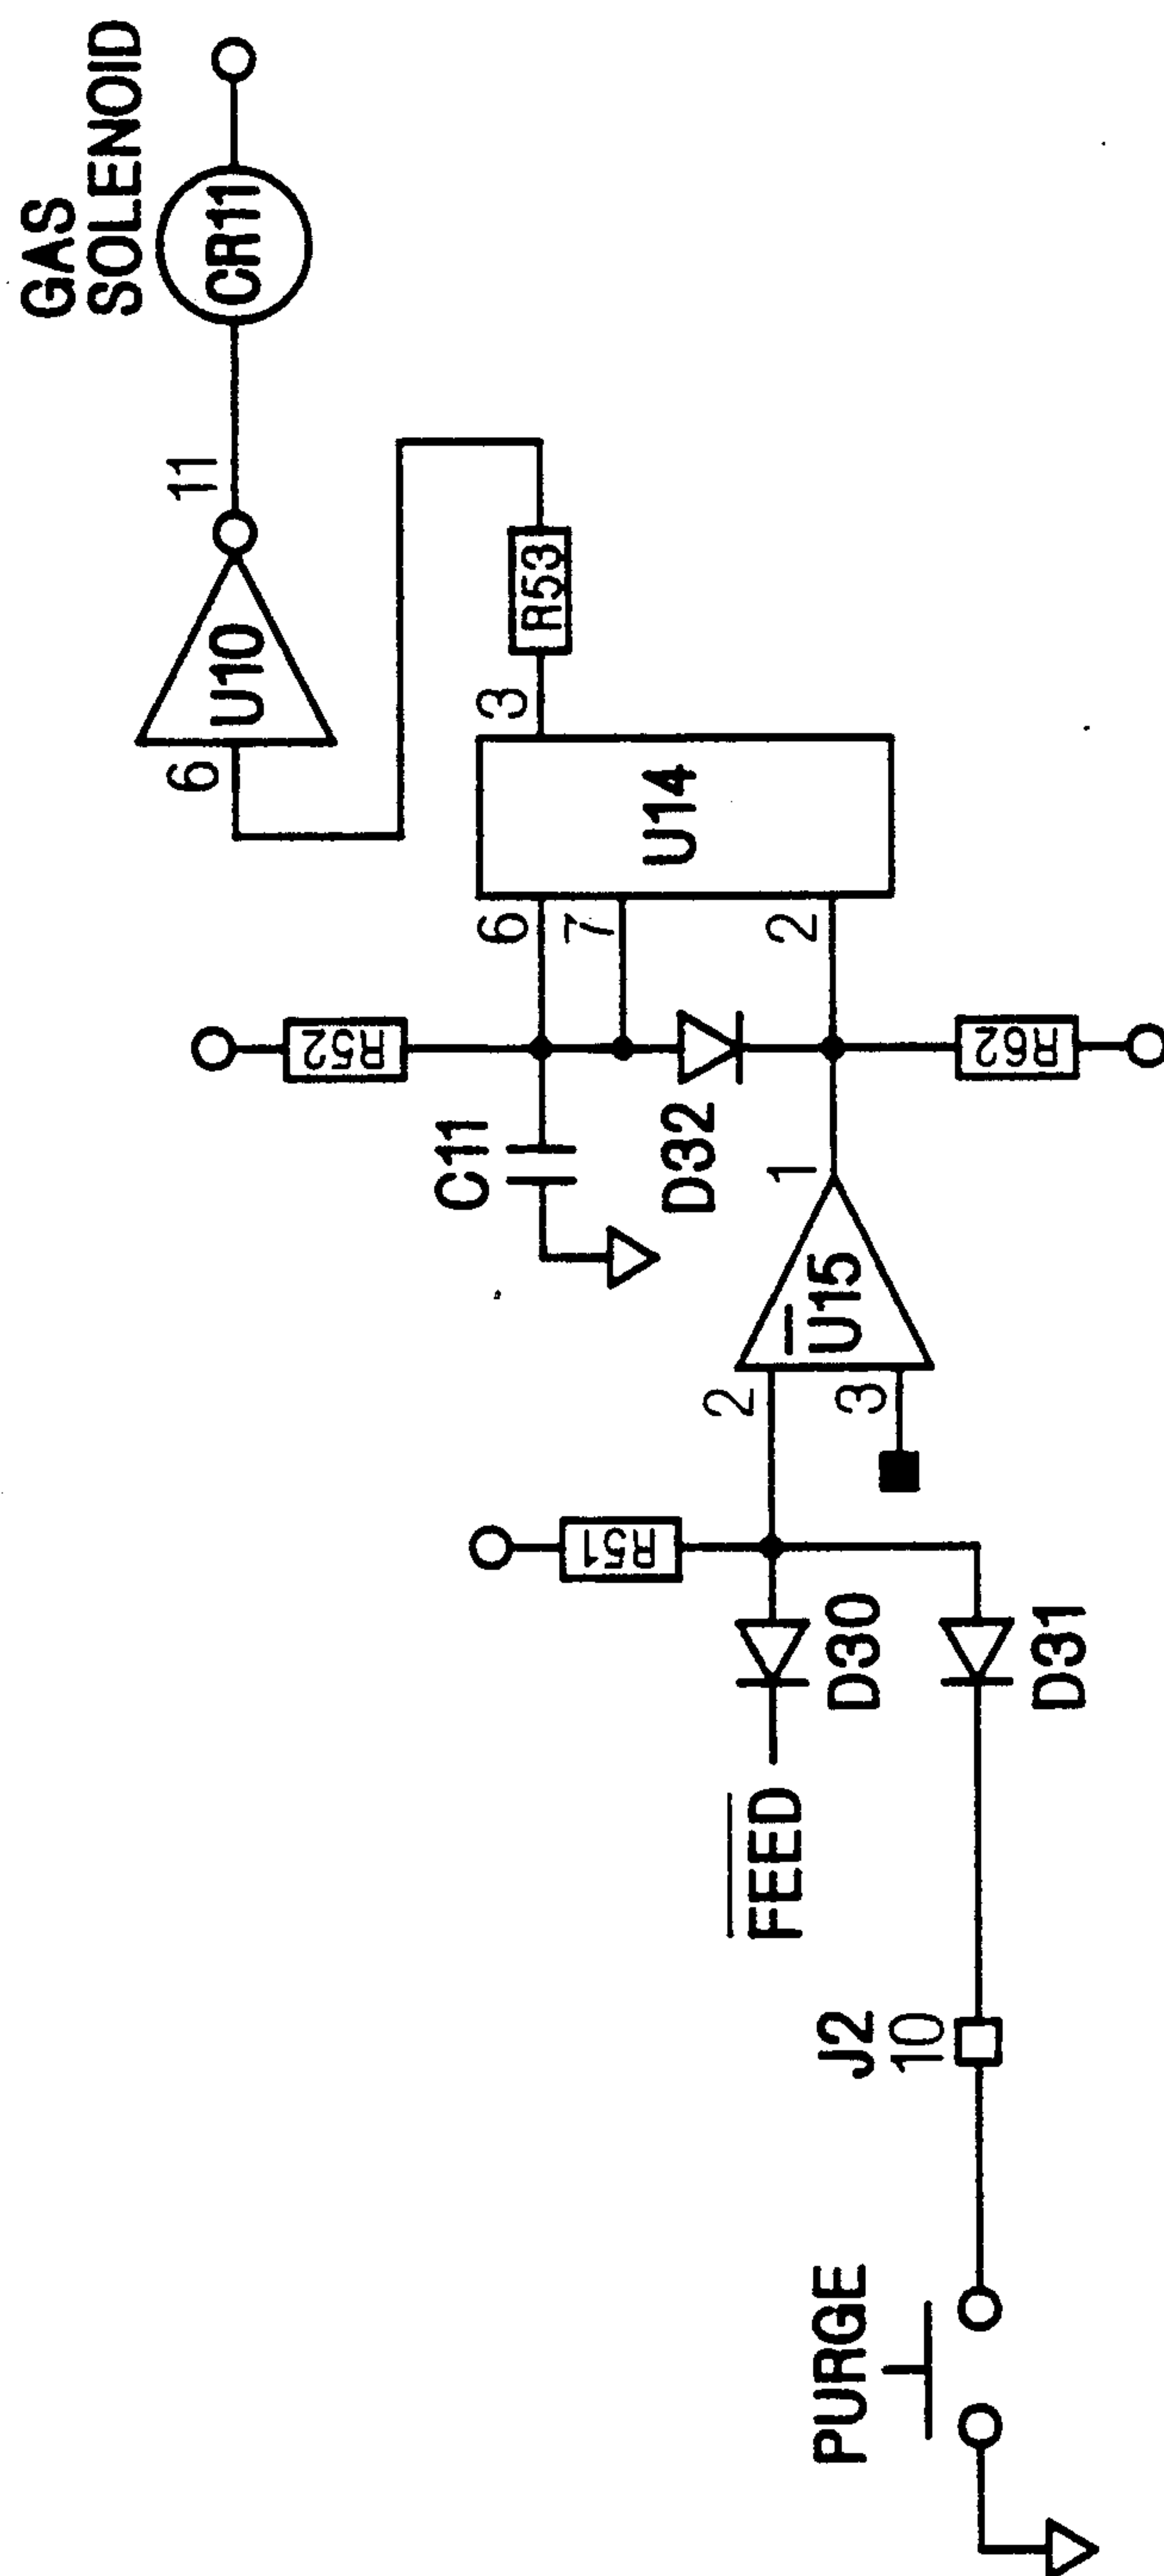 GAS
SOLENOID
6
U10
11
CR11
R52
C11
6
7
3
R53
R51
D32
U14
2
U15
3
1
2
R62
F̅E̅E̅D̅
D30
PURGE
J2
10
D31